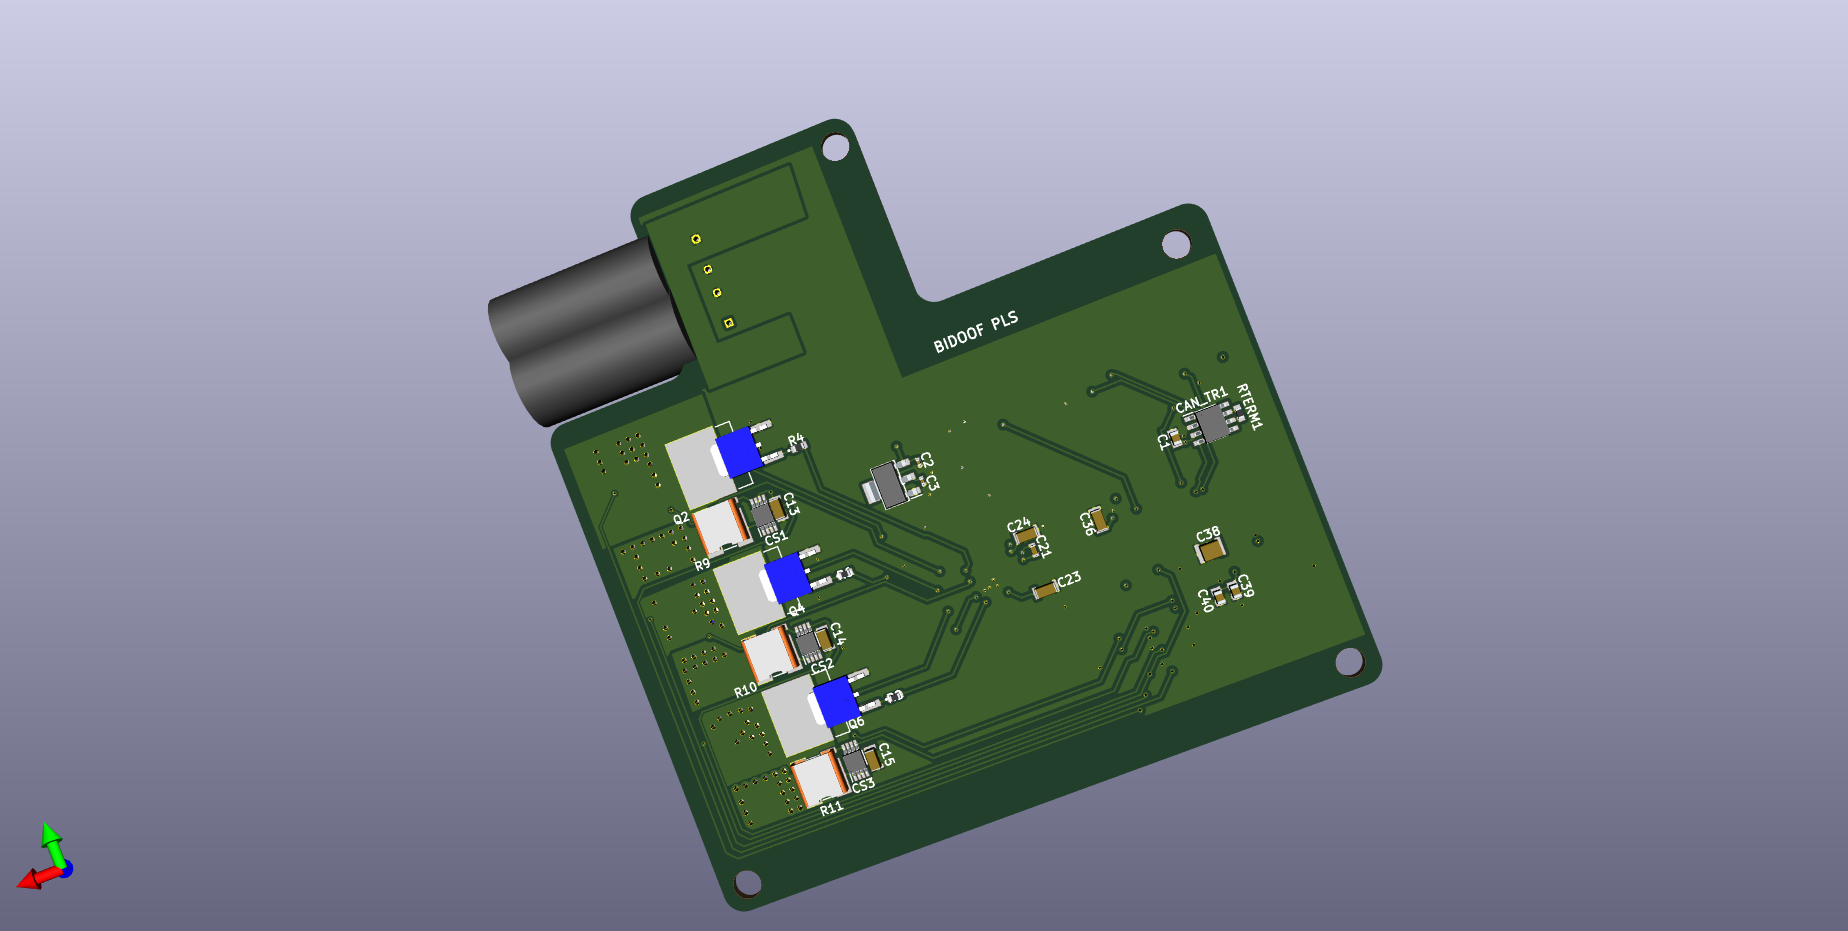 BIDOOF PLS
CAN_TR1
RTERM1
C1
R4
C2
C3
Q2
C13
CS1
C24
C21
C36
C38
R9
C23
C39
C40
Q4
C14
CS2
R10
Q6
C15
CS3
R11